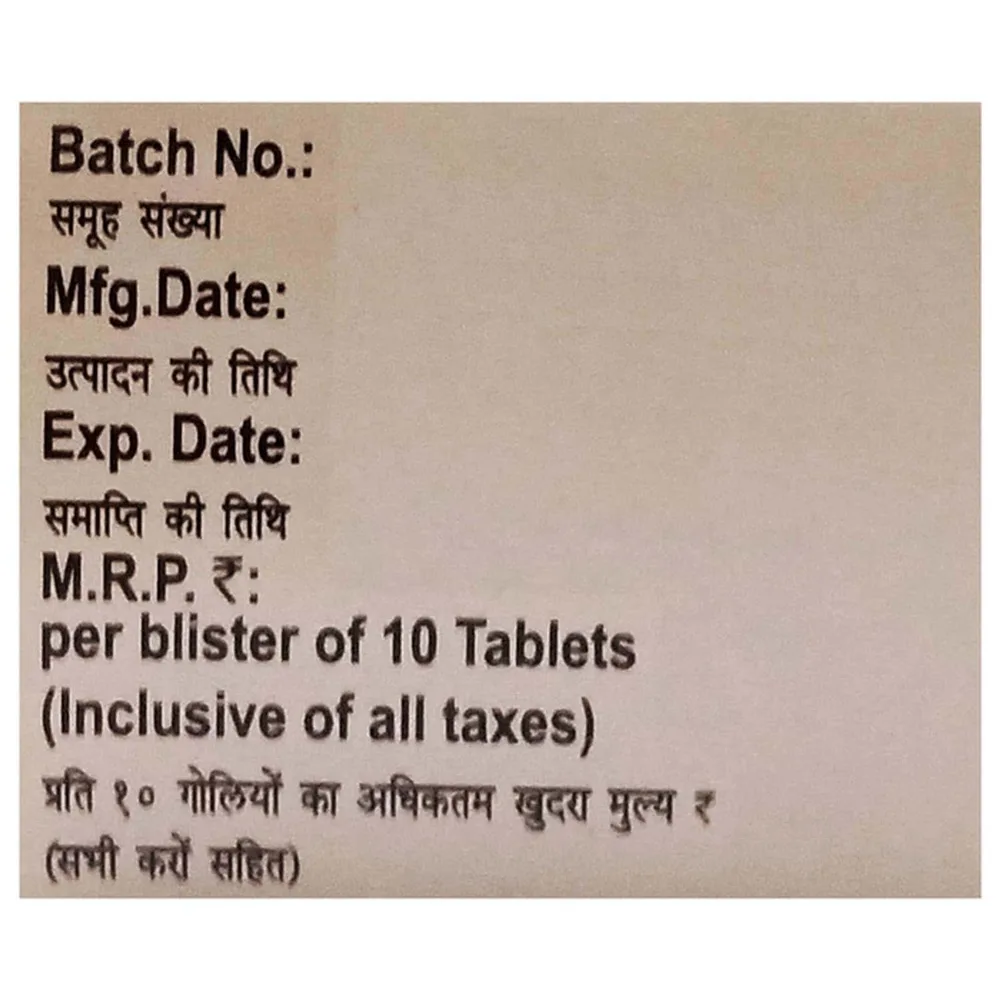 Batch No.:
समूह संख्या
Mfg.Date:
उत्पादन की तिथि
Exp. Date:
समाप्ति की तिथि
M.R.P. ₹:
per blister of 10 Tablets
(Inclusive of all taxes)
प्रति १० गोलियों का अधिकतम खुदरा मुल्य ₹
(सभी करों सहित)